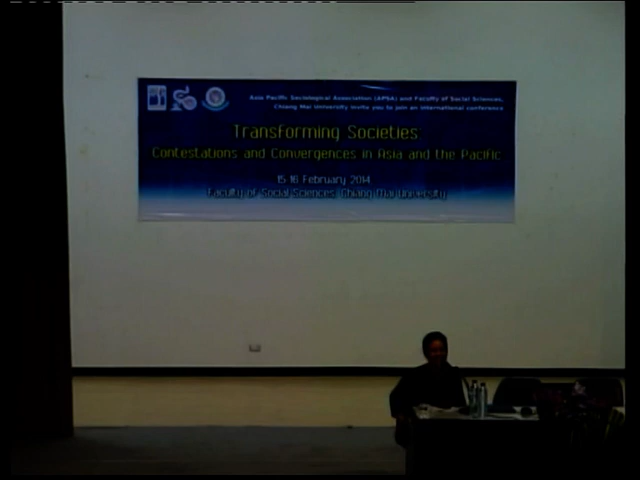 Asia Pacific Sociological Association (APSA) and Faculty of Social Sciences,
Chiang Mai University invite you to join an international conference
Transforming Societies:
Contestations and Convergences in Asia and the Pacific
15-16 February 2014
Faculty of Social Sciences Chiang Mai University